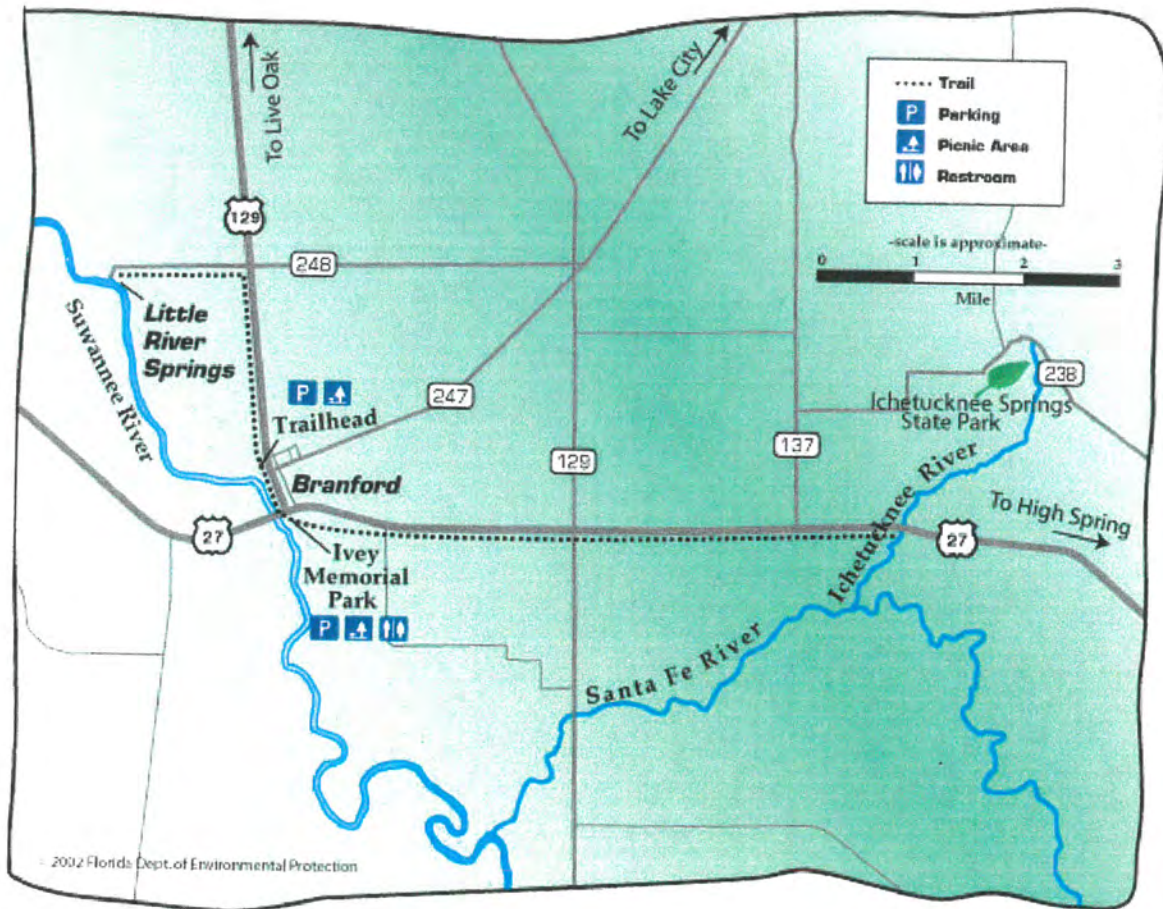 To Live Oak
To Lake City
Trail
P Parking
Picnic Area
Restroom
129
-scale is approximate-
0 1 2 3
Mile
248
Little
River
Springs
Suwannee River
P
Trailhead
247
238
Ichetucknee Springs
State Park
Branford
129
137
Ichetucknee River
To High Spring
27
27
Ivey
Memorial
Park
P
Santa Fe River
2002 Florida Dept. of Environmental Protection